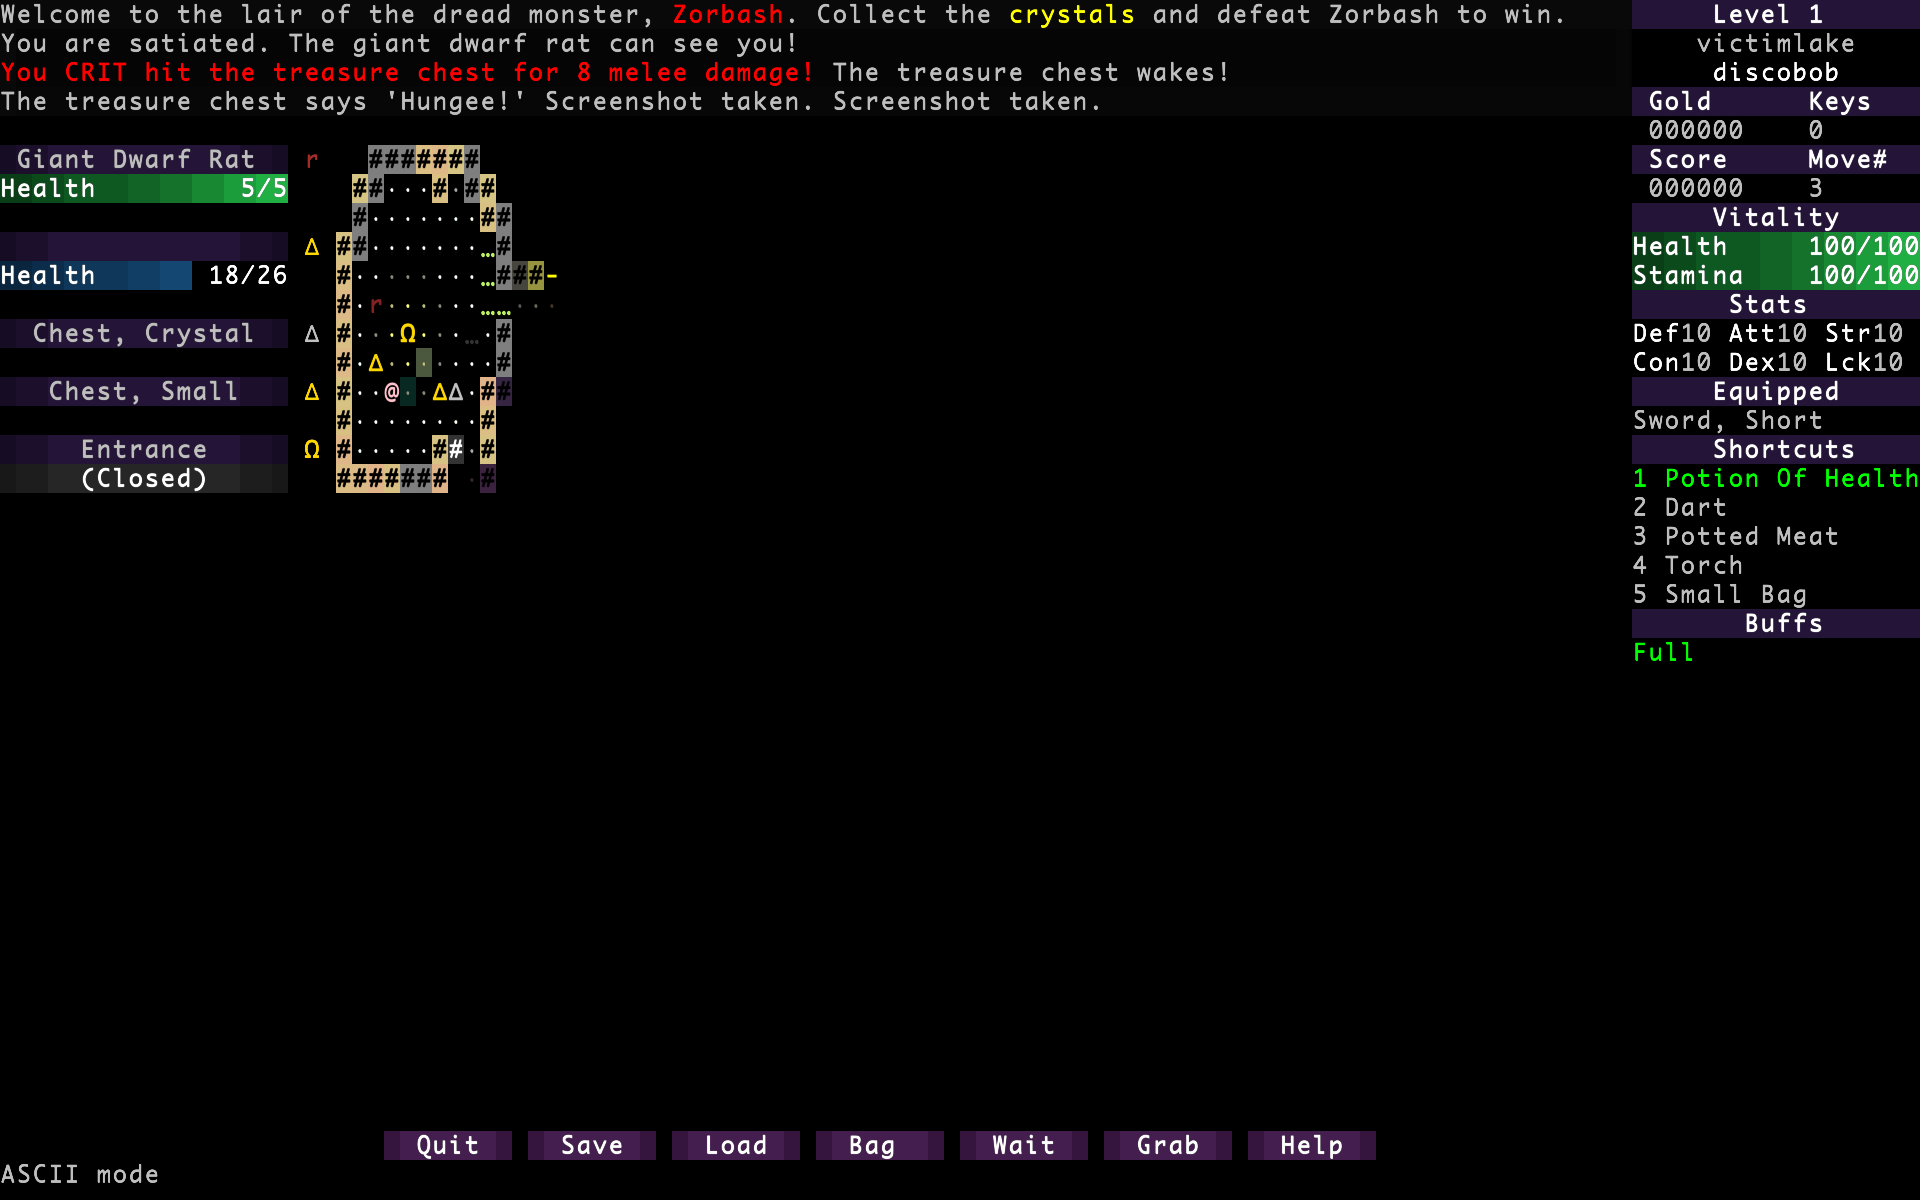 Welcome to the lair of the dread monster, Zorbash. Collect the crystals and defeat Zorbash to win.
You are satiated. The giant dwarf rat can see you!
You CRIT hit the treasure chest for 8 melee damage! The treasure chest wakes!
The treasure chest says 'Hungee!' Screenshot taken. Screenshot taken.
Giant Dwarf Rat r
Health 5/5
Δ
Health 18/26
Chest, Crystal Δ
Chest, Small Δ
Entrance Ω
(Closed)
#######
##...#.##
#.......##
##.......…#
#........…###-
#.r.......……...
#...Ω....…#
#.Δ......#
#..@..ΔΔ.##
#........#
#.....##.#
####### .#
Level 1
victimlake
discobob
Gold Keys
000000 0
Score Move#
000000 3
Vitality
Health 100/100
Stamina 100/100
Stats
Def10 Att10 Str10
Con10 Dex10 Lck10
Equipped
Sword, Short
Shortcuts
1 Potion Of Health
2 Dart
3 Potted Meat
4 Torch
5 Small Bag
Buffs
Full
Quit Save Load Bag Wait Grab Help
ASCII mode